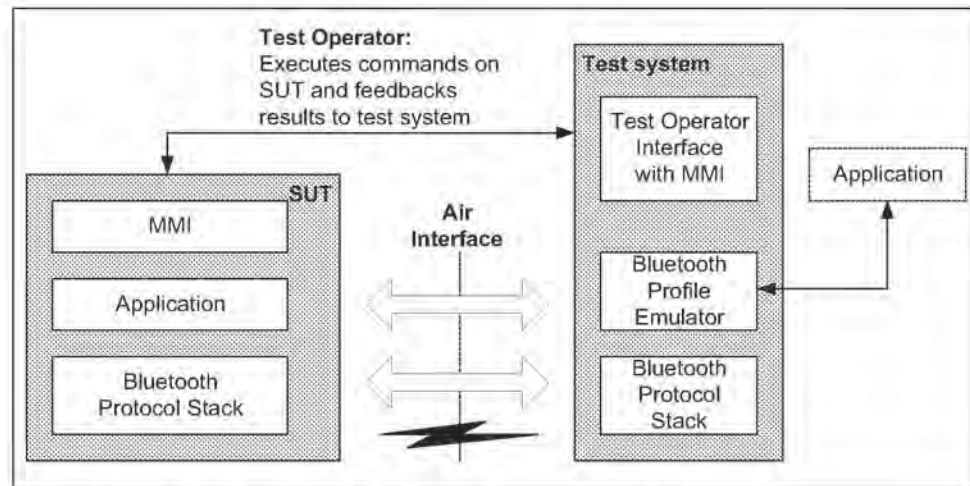 Test Operator:
Executes commands on
SUT and feedbacks
results to test system
Test system
Test Operator
Interface
with MMI
Application
SUT
MMI
Air
Interface
Application
Bluetooth
Profile
Emulator
Bluetooth
Protocol Stack
Bluetooth
Protocol
Stack